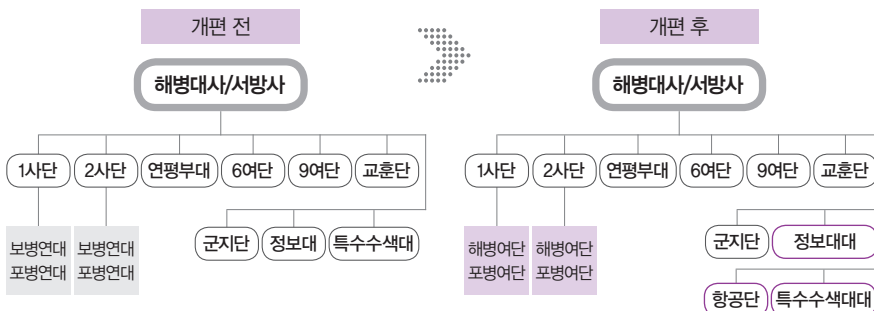 개편 전
해병대사/서방사
1사단 2사단 연평부대 6여단 9여단 교훈단
보병연대 보병연대
포병연대 포병연대
군지단 정보대 특수수색대
개편 후
해병대사/서방사
1사단 2사단 연평부대 6여단 9여단 교훈단
해병여단 해병여단
포병여단 포병여단
군지단 정보대대
항공단 특수수색대대